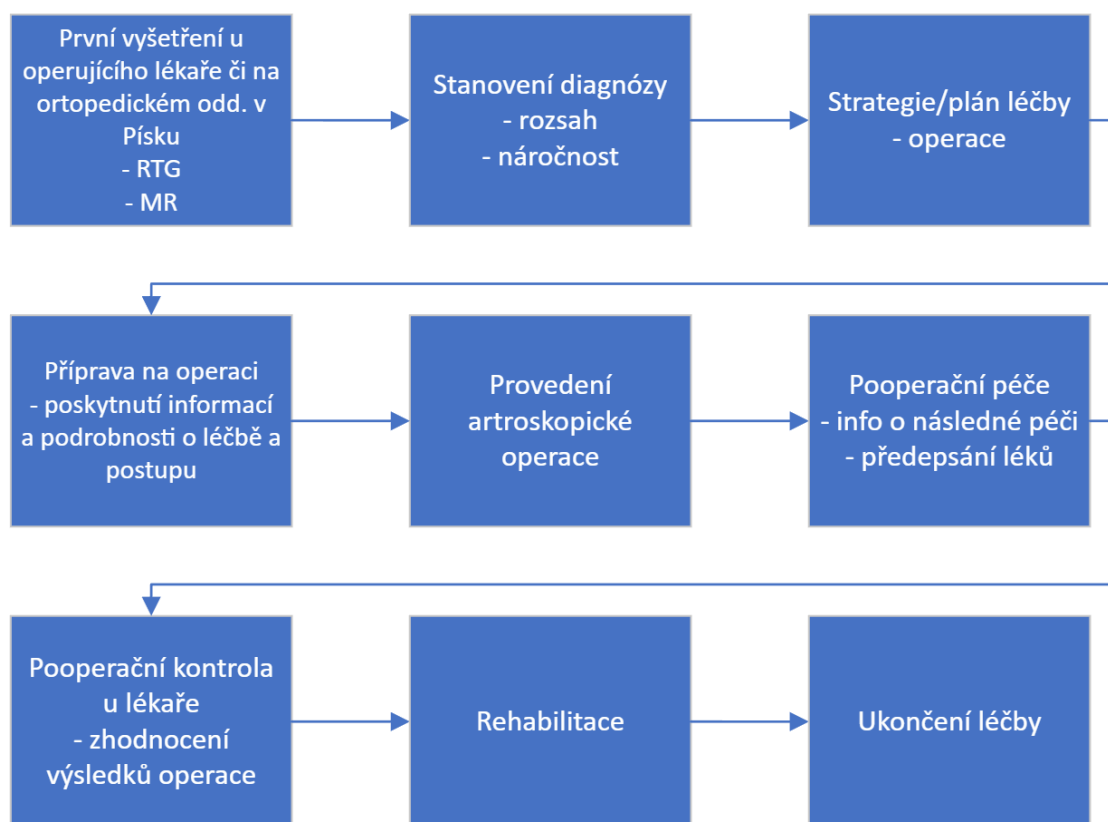 První vyšetření u
operujícího lékaře či na
ortopedickém odd. v
Písku
- RTG
- MR
Stanovení diagnózy
- rozsah
- náročnost
Strategie/plán léčby
- operace
Příprava na operaci
- poskytnutí informací
a podrobnosti o léčbě a
postupu
Provedení
artroskopické
operace
Pooperační péče
- info o následné péči
- předepsání léků
Pooperační kontrola
u lékaře
- zhodnocení
výsledků operace
Rehabilitace
Ukončení léčby